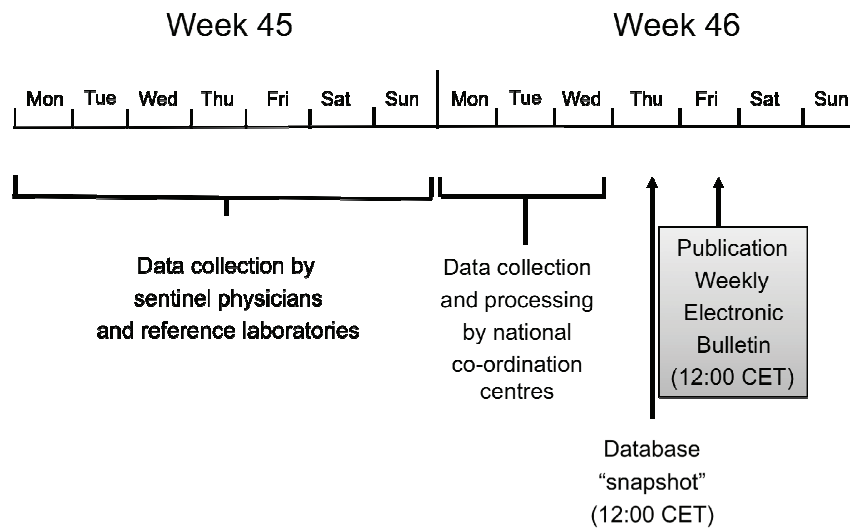 Week 45
Week 46
Mon Tue Wed Thu Fri Sat Sun Mon Tue Wed Thu Fri Sat Sun
Data collection by
sentinel physicians
and reference laboratories
Data collection
and processing
by national
co-ordination
centres
Publication
Weekly
Electronic
Bulletin
(12:00 CET)
Database
“snapshot”
(12:00 CET)